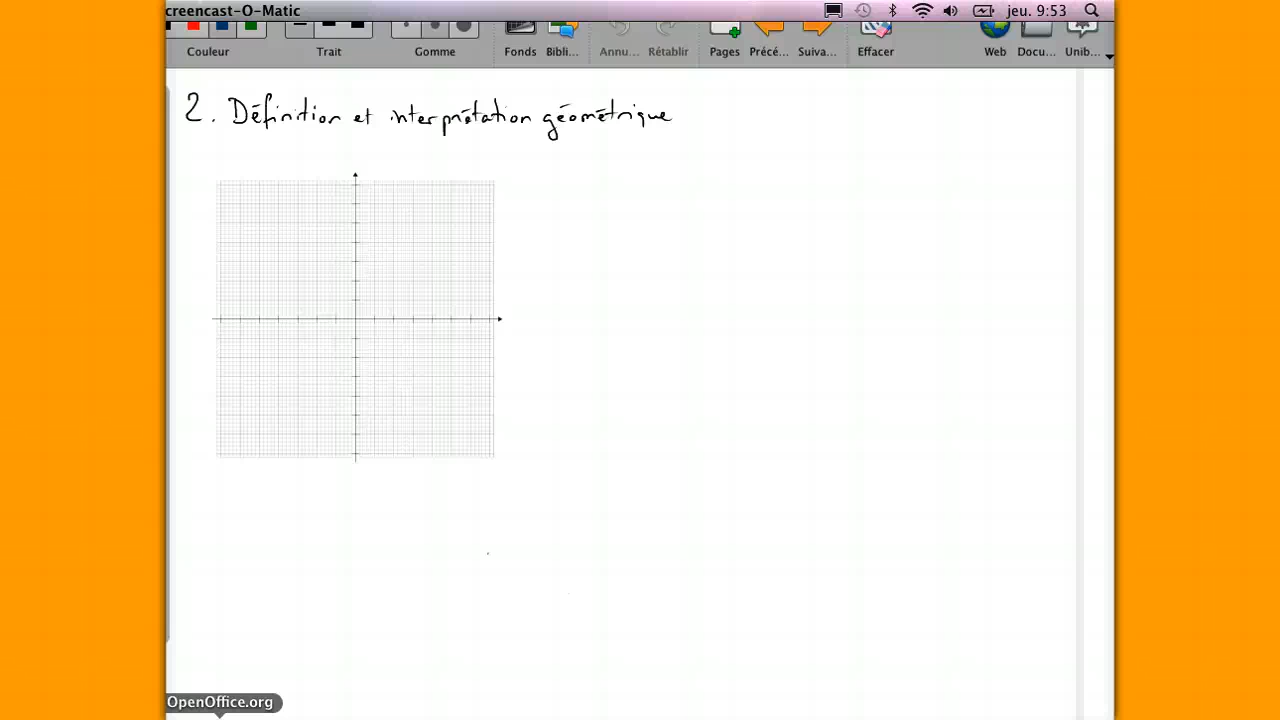 creencast-O-Matic
jeu. 9:53
Couleur Trait Gomme Fonds Bibli... Annu... Rétablir Pages Précé... Suiva... Effacer Web Docu... Unib...
2. Définition et interprétation géométrique
OpenOffice.org